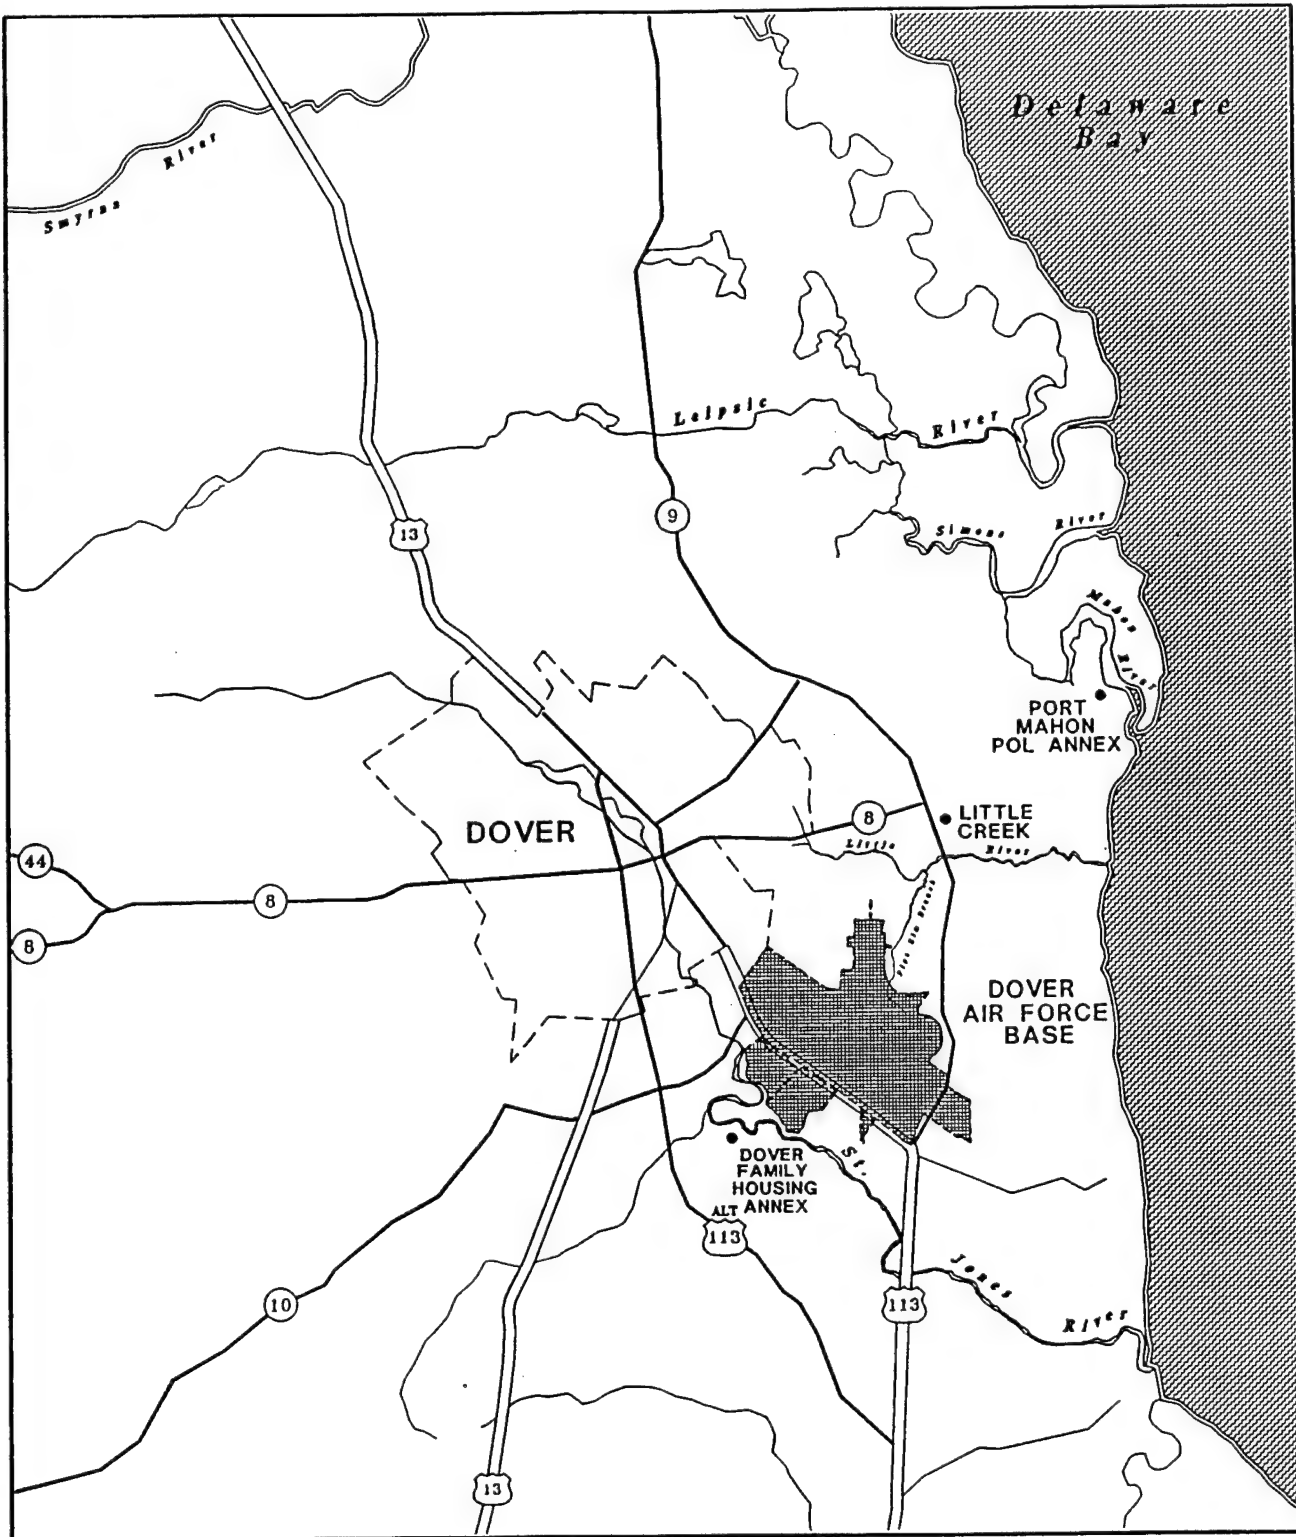 Delaware
Bay
Smyrna River
Leipsic River
13
9
Simons River
Mahon River
PORT
MAHON
POL ANNEX
8
LITTLE
CREEK
DOVER
Little River
44
8
8
DOVER
AIR FORCE
BASE
DOVER
FAMILY
HOUSING
ANNEX
St. Jones River
ALT
113
10
113
13